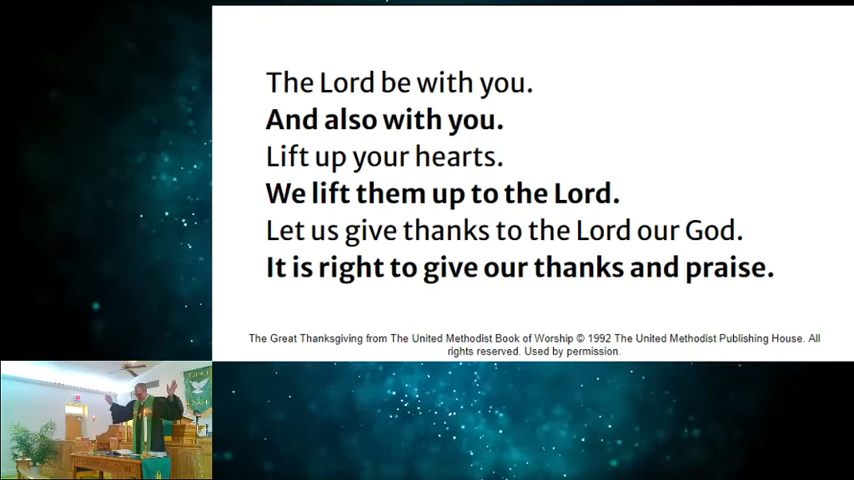 The Lord be with you.
And also with you.
Lift up your hearts.
We lift them up to the Lord.
Let us give thanks to the Lord our God.
It is right to give our thanks and praise.
The Great Thanksgiving from The United Methodist Book of Worship © 1992 The United Methodist Publishing House. All
rights reserved. Used by permission.